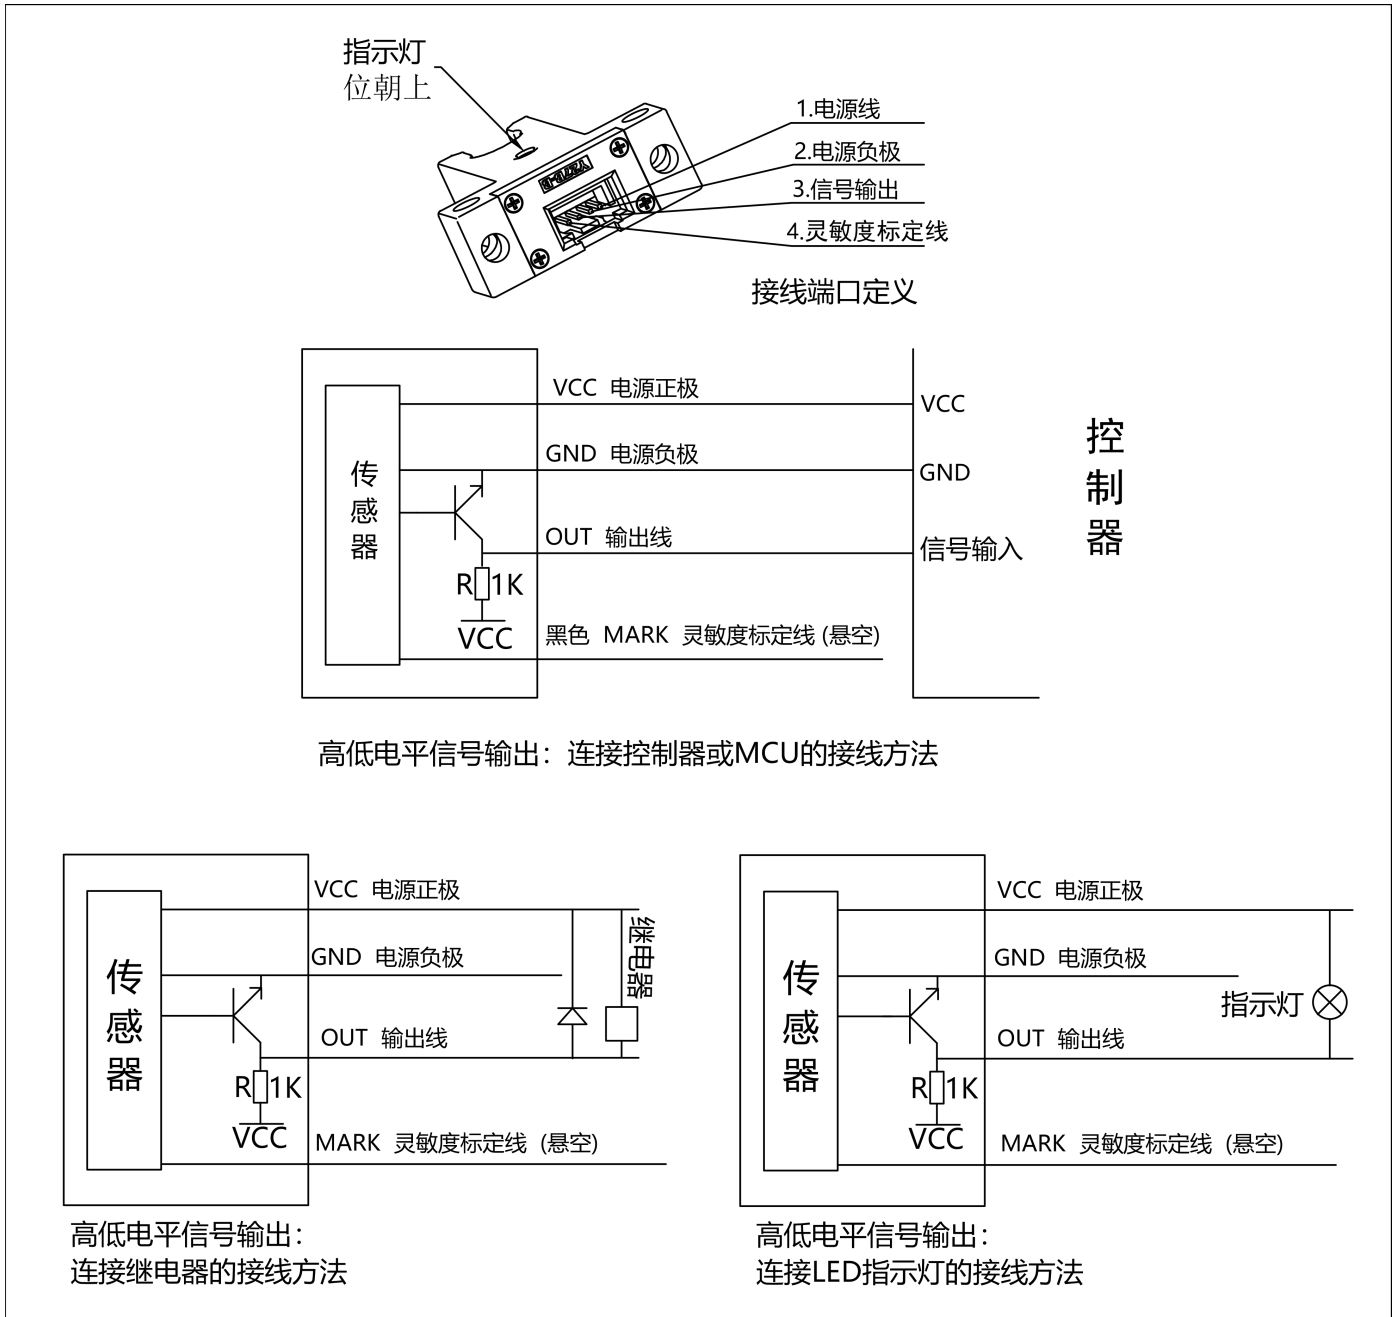 指示灯
位朝上
1.电源线
2.电源负极
3.信号输出
4.灵敏度标定线
接线端口定义
VCC 电源正极
VCC
GND 电源负极
GND
传感器
控制器
OUT 输出线
信号输入
R 1K
VCC
黑色 MARK 灵敏度标定线 (悬空)
高低电平信号输出：连接控制器或MCU的接线方法
VCC 电源正极
继电器
GND 电源负极
传感器
OUT 输出线
R 1K
VCC
MARK 灵敏度标定线 (悬空)
高低电平信号输出：
连接继电器的接线方法
VCC 电源正极
GND 电源负极
传感器
指示灯
OUT 输出线
R 1K
VCC
MARK 灵敏度标定线 (悬空)
高低电平信号输出：
连接LED指示灯的接线方法